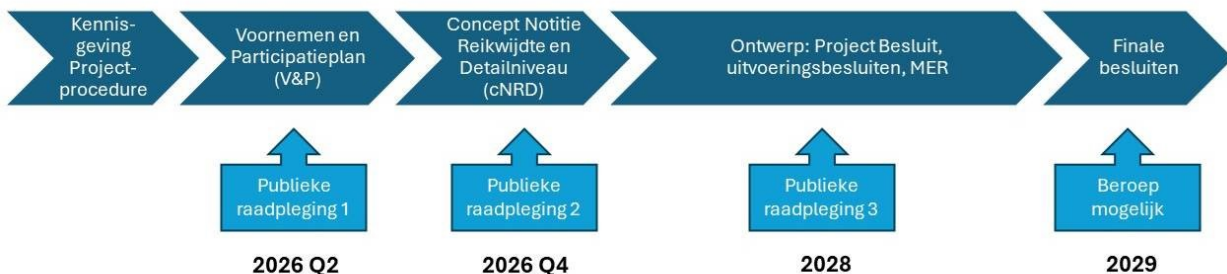 Kennis-
geving
Project-
procedure
Voornemen en
Participatieplan
(V&P)
Concept Notitie
Reikwijdte en
Detailniveau
(cNRD)
Ontwerp: Project Besluit,
uitvoeringsbesluiten, MER
Finale
besluiten
Publieke
raadpleging 1
Publieke
raadpleging 2
Publieke
raadpleging 3
Beroep
mogelijk
2026 Q2
2026 Q4
2028
2029